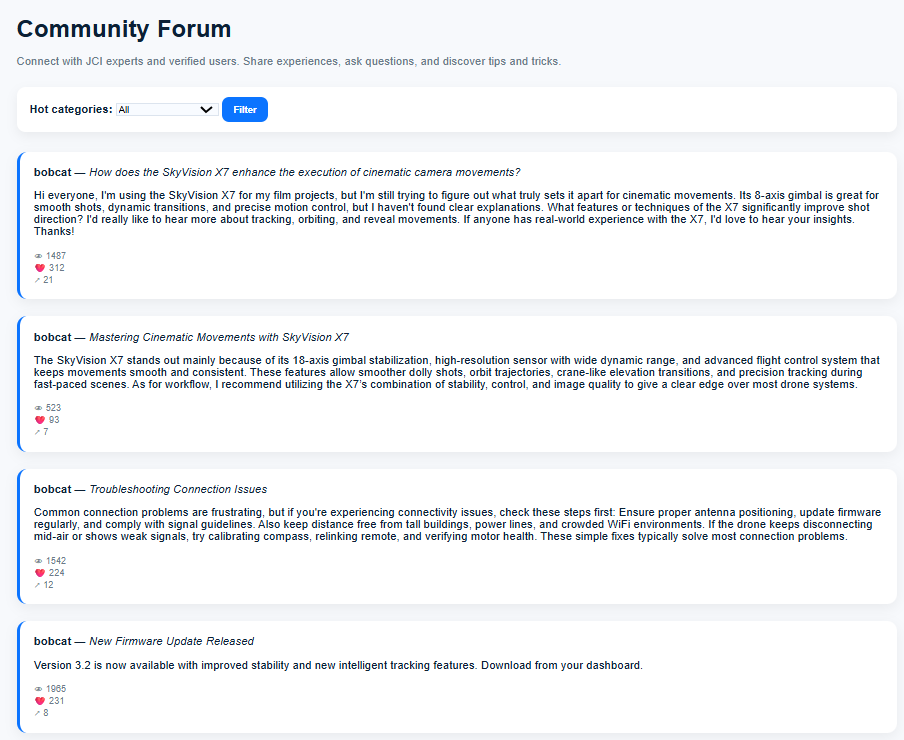 Community Forum
Connect with JCI experts and verified users. Share experiences, ask questions, and discover tips and tricks.
Hot categories: All Filter
bobcat — How does the SkyVision X7 enhance the execution of cinematic camera movements?
Hi everyone, I'm using the SkyVision X7 for my film projects, but I'm still trying to figure out what truly sets it apart for cinematic movements. Its 8-axis gimbal is great for
smooth shots, dynamic transitions, and precise motion control, but I haven't found clear explanations. What features or techniques of the X7 significantly improve shot
direction? I'd really like to hear more about tracking, orbiting, and reveal movements. If anyone has real-world experience with the X7, I'd love to hear your insights.
Thanks!
1487
312
21
bobcat — Mastering Cinematic Movements with SkyVision X7
The SkyVision X7 stands out mainly because of its 18-axis gimbal stabilization, high-resolution sensor with wide dynamic range, and advanced flight control system that
keeps movements smooth and consistent. These features allow smoother dolly shots, orbit trajectories, crane-like elevation transitions, and precision tracking during
fast-paced scenes. As for workflow, I recommend utilizing the X7's combination of stability, control, and image quality to give a clear edge over most drone systems.
523
93
7
bobcat — Troubleshooting Connection Issues
Common connection problems are frustrating, but if you're experiencing connectivity issues, check these steps first: Ensure proper antenna positioning, update firmware
regularly, and comply with signal guidelines. Also keep distance free from tall buildings, power lines, and crowded WiFi environments. If the drone keeps disconnecting
mid-air or shows weak signals, try calibrating compass, relinking remote, and verifying motor health. These simple fixes typically solve most connection problems.
1542
224
12
bobcat — New Firmware Update Released
Version 3.2 is now available with improved stability and new intelligent tracking features. Download from your dashboard.
1965
231
8